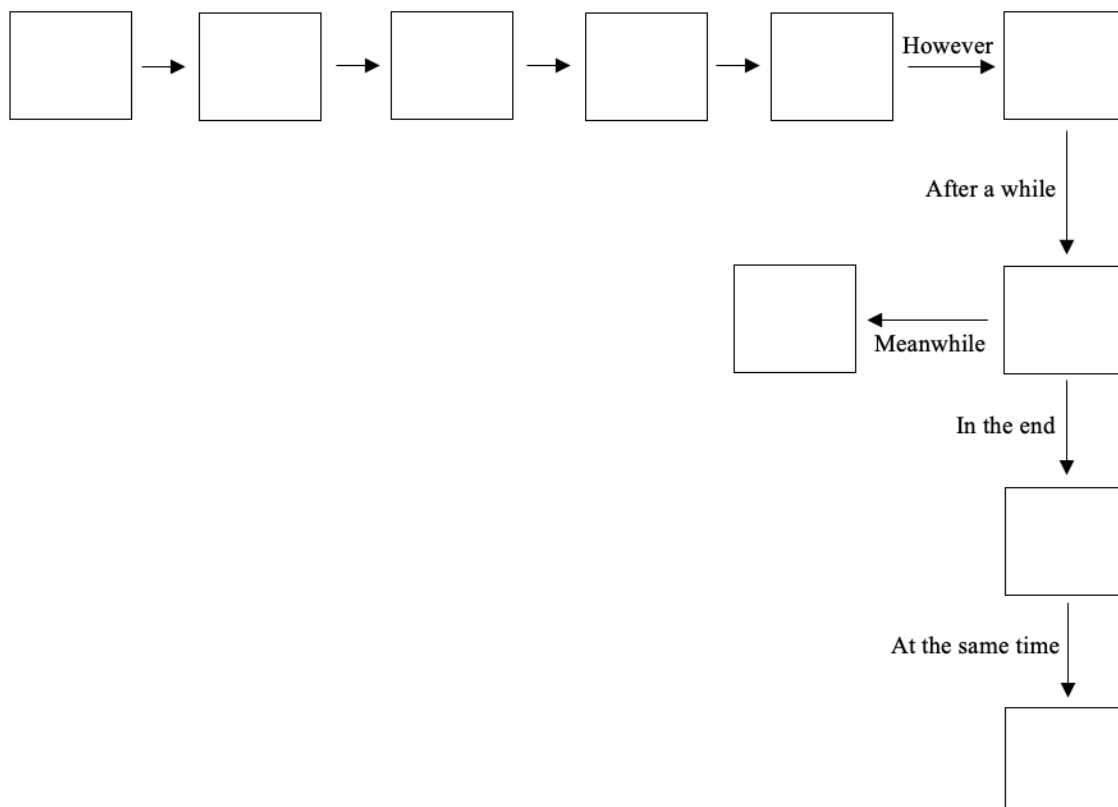 However
After a while
Meanwhile
In the end
At the same time